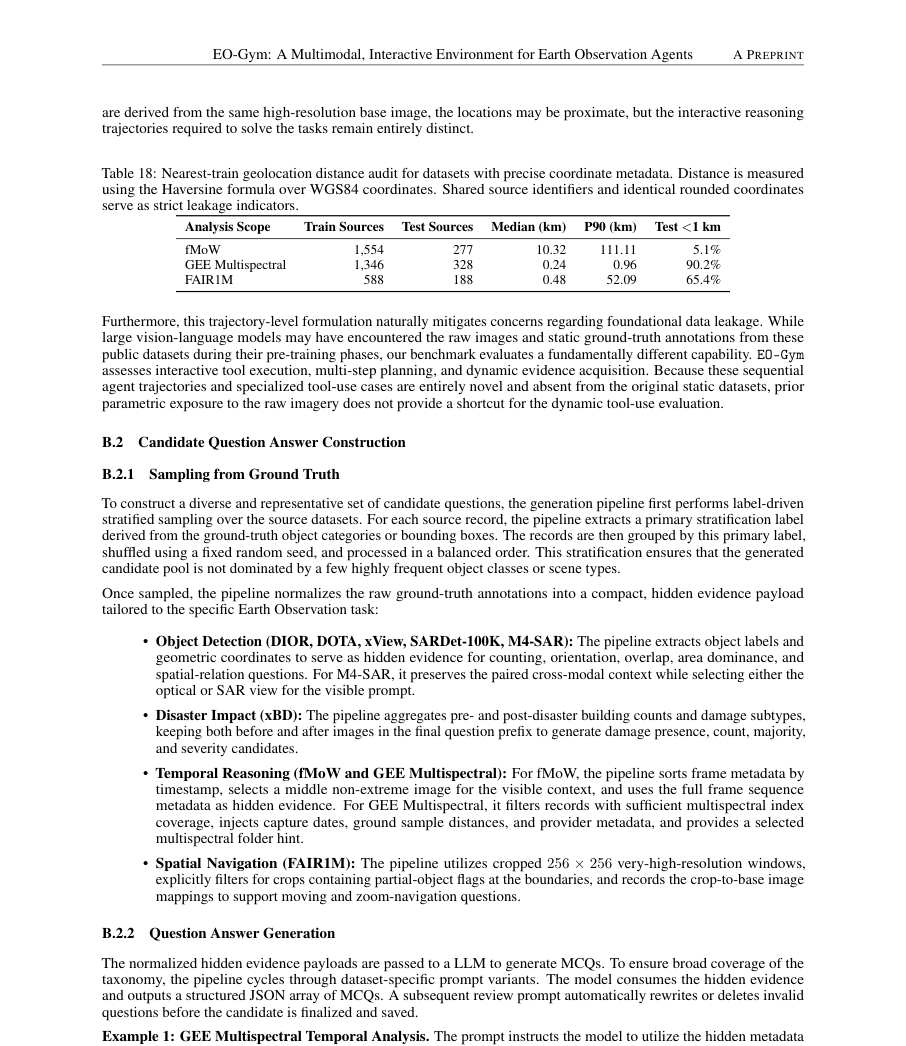 EO-Gym: A Multimodal, Interactive Environment for Earth Observation Agents A PREPRINT
are derived from the same high-resolution base image, the locations may be proximate, but the interactive reasoning
trajectories required to solve the tasks remain entirely distinct.
Table 18: Nearest-train geolocation distance audit for datasets with precise coordinate metadata. Distance is measured
using the Haversine formula over WGS84 coordinates. Shared source identifiers and identical rounded coordinates
serve as strict leakage indicators.
Analysis Scope Train Sources Test Sources Median (km) P90 (km) Test <1 km
fMoW 1,554 277 10.32 111.11 5.1%
GEE Multispectral 1,346 328 0.24 0.96 90.2%
FAIR1M 588 188 0.48 52.09 65.4%
Furthermore, this trajectory-level formulation naturally mitigates concerns regarding foundational data leakage. While
large vision-language models may have encountered the raw images and static ground-truth annotations from these
public datasets during their pre-training phases, our benchmark evaluates a fundamentally different capability. EO-Gym
assesses interactive tool execution, multi-step planning, and dynamic evidence acquisition. Because these sequential
agent trajectories and specialized tool-use cases are entirely novel and absent from the original static datasets, prior
parametric exposure to the raw imagery does not provide a shortcut for the dynamic tool-use evaluation.
B.2 Candidate Question Answer Construction
B.2.1 Sampling from Ground Truth
To construct a diverse and representative set of candidate questions, the generation pipeline first performs label-driven
stratified sampling over the source datasets. For each source record, the pipeline extracts a primary stratification label
derived from the ground-truth object categories or bounding boxes. The records are then grouped by this primary label,
shuffled using a fixed random seed, and processed in a balanced order. This stratification ensures that the generated
candidate pool is not dominated by a few highly frequent object classes or scene types.
Once sampled, the pipeline normalizes the raw ground-truth annotations into a compact, hidden evidence payload
tailored to the specific Earth Observation task:
• Object Detection (DIOR, DOTA, xView, SARDet-100K, M4-SAR): The pipeline extracts object labels and
geometric coordinates to serve as hidden evidence for counting, orientation, overlap, area dominance, and
spatial-relation questions. For M4-SAR, it preserves the paired cross-modal context while selecting either the
optical or SAR view for the visible prompt.
• Disaster Impact (xBD): The pipeline aggregates pre- and post-disaster building counts and damage subtypes,
keeping both before and after images in the final question prefix to generate damage presence, count, majority,
and severity candidates.
• Temporal Reasoning (fMoW and GEE Multispectral): For fMoW, the pipeline sorts frame metadata by
timestamp, selects a middle non-extreme image for the visible context, and uses the full frame sequence
metadata as hidden evidence. For GEE Multispectral, it filters records with sufficient multispectral index
coverage, injects capture dates, ground sample distances, and provider metadata, and provides a selected
multispectral folder hint.
• Spatial Navigation (FAIR1M): The pipeline utilizes cropped 256 × 256 very-high-resolution windows,
explicitly filters for crops containing partial-object flags at the boundaries, and records the crop-to-base image
mappings to support moving and zoom-navigation questions.
B.2.2 Question Answer Generation
The normalized hidden evidence payloads are passed to a LLM to generate MCQs. To ensure broad coverage of the
taxonomy, the pipeline cycles through dataset-specific prompt variants. The model consumes the hidden evidence
and outputs a structured JSON array of MCQs. A subsequent review prompt automatically rewrites or deletes invalid
questions before the candidate is finalized and saved.
Example 1: GEE Multispectral Temporal Analysis. The prompt instructs the model to utilize the hidden metadata